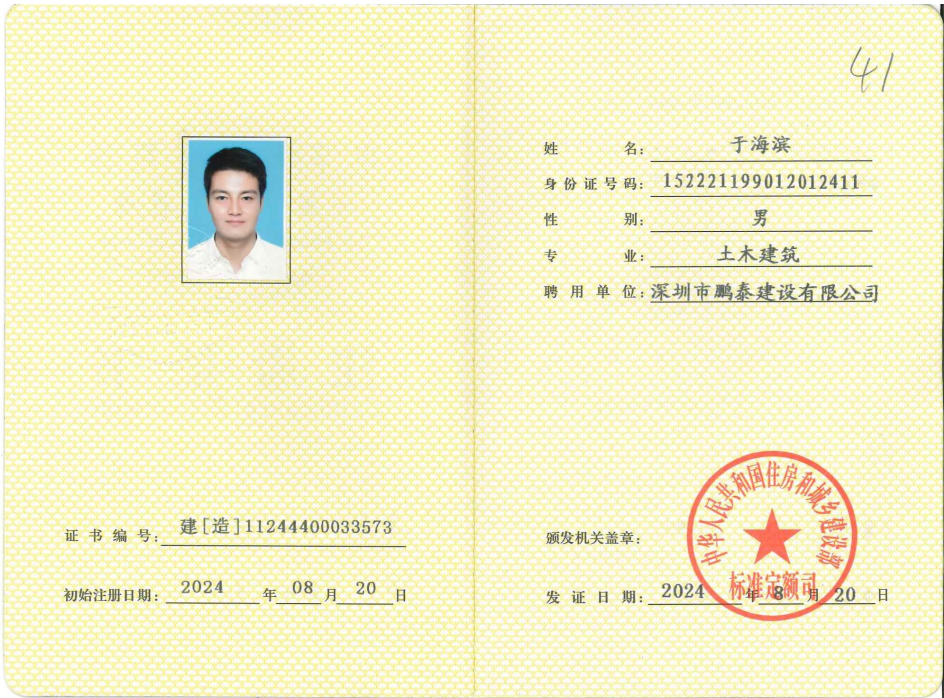 41
姓名：于海滨
身份证号码：152221199012012411
性别：男
专业：土木建筑
聘用单位：深圳市鹏泰建设有限公司
证书编号：建[造]11244400033573
初始注册日期：2024年08月20日
颁发机关盖章：
中华人民共和国住房和城乡建设部
标准定额司
发证日期：2024年8月20日